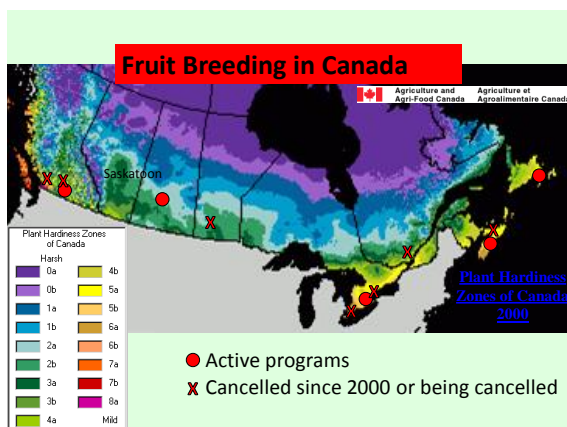 Fruit Breeding in Canada
Agriculture and
Agri-Food Canada
Agriculture et
Agroalimentaire Canada
Saskatoon
Plant Hardiness Zones
of Canada
Harsh
0a
0b
1a
1b
2a
2b
3a
3b
4a
4b
5a
5b
6a
6b
7a
7b
8a
Mild
Plant Hardiness
Zones of Canada
2000
Active programs
X Cancelled since 2000 or being cancelled